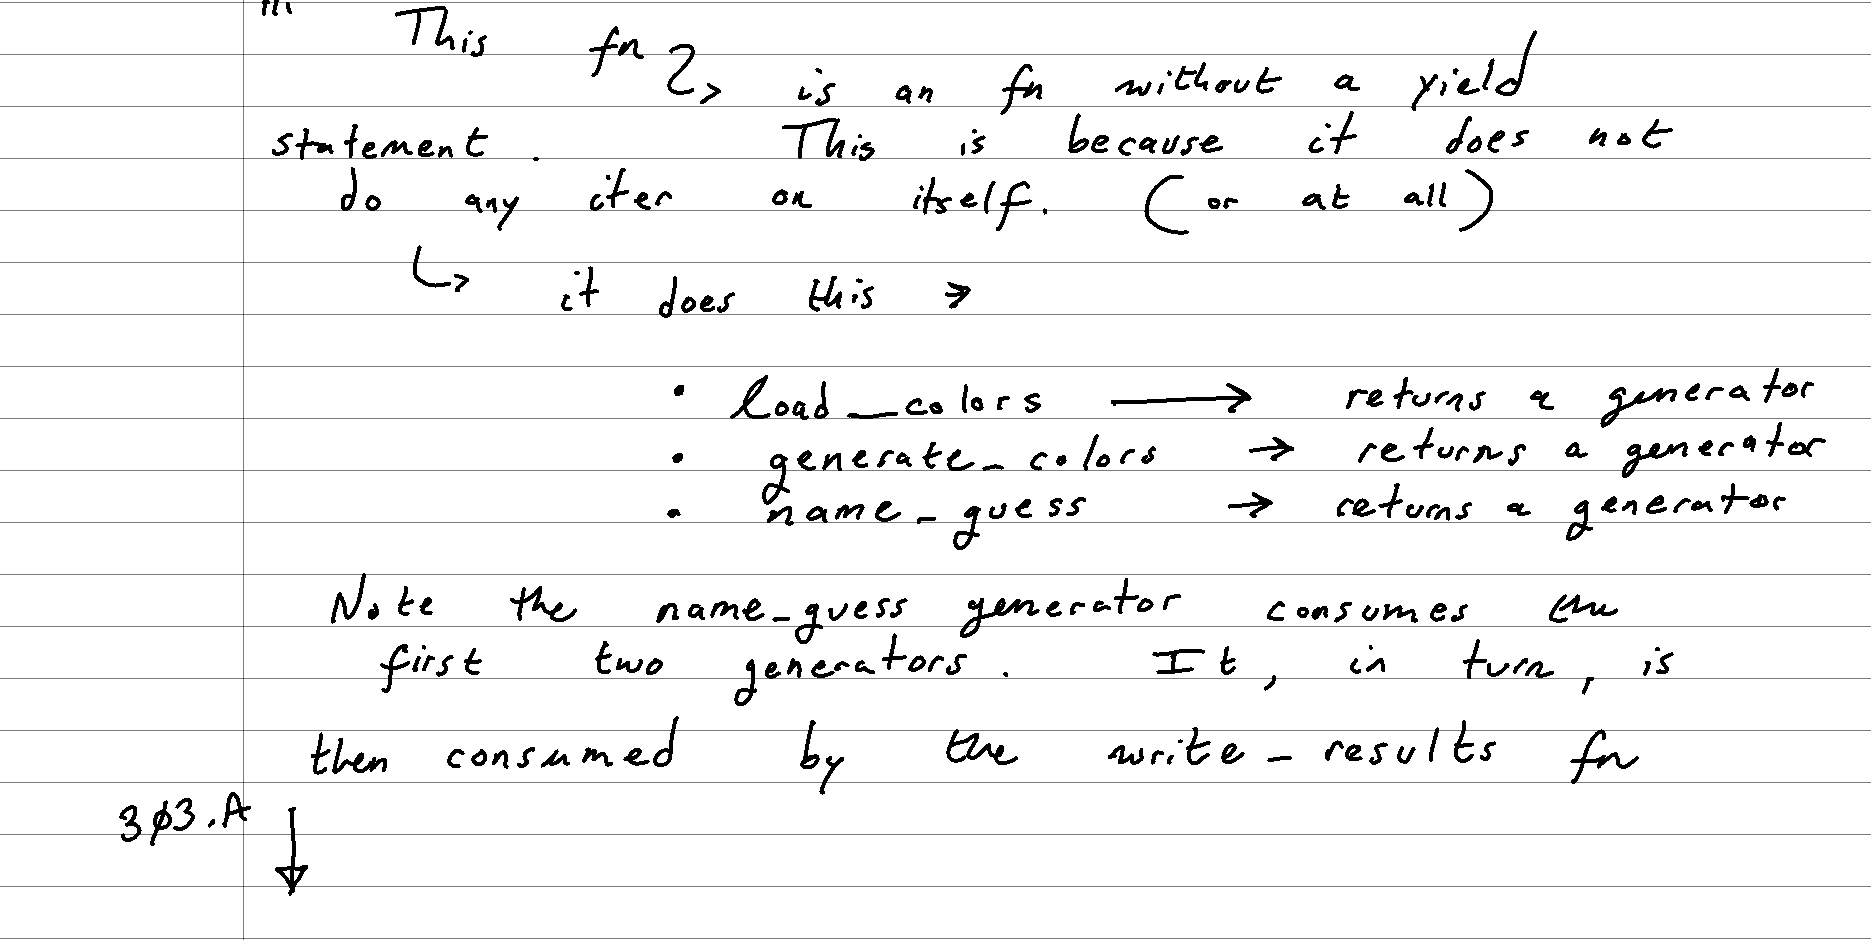 This fn
is an fn without a yield
statement. This is because it does not
do any iter on itself. (or at all)
↳ it does this →
• load_colors → returns a generator
• generate_colors → returns a generator
• name_guess → returns a generator
Note the name_guess generator consumes the
first two generators. It, in turn, is
then consumed by the write_results fn
3ø3.A ↓